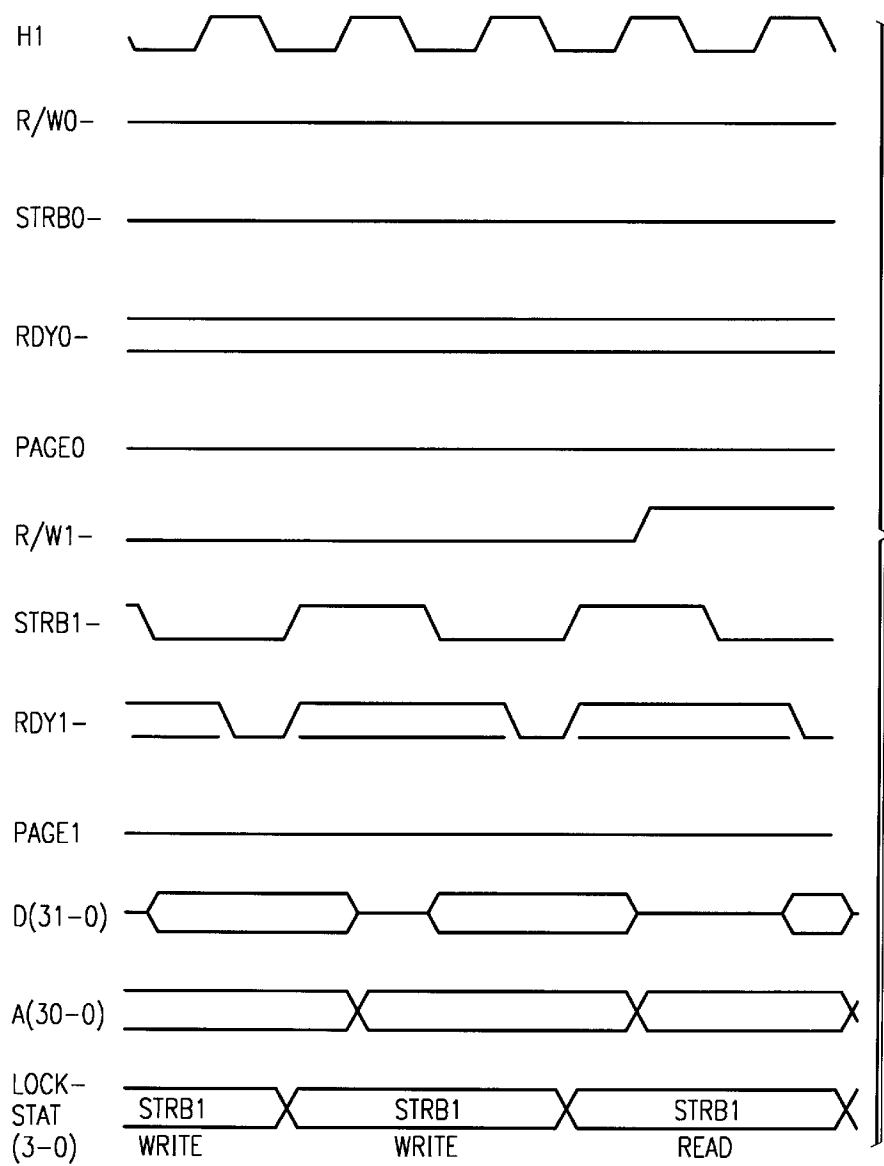 H1
R/W0-
STRB0-
RDY0-
PAGE0
R/W1-
STRB1-
RDY1-
PAGE1
D(31-0)
A(30-0)
LOCK-
STAT
(3-0)
STRB1 STRB1 STRB1
WRITE WRITE READ